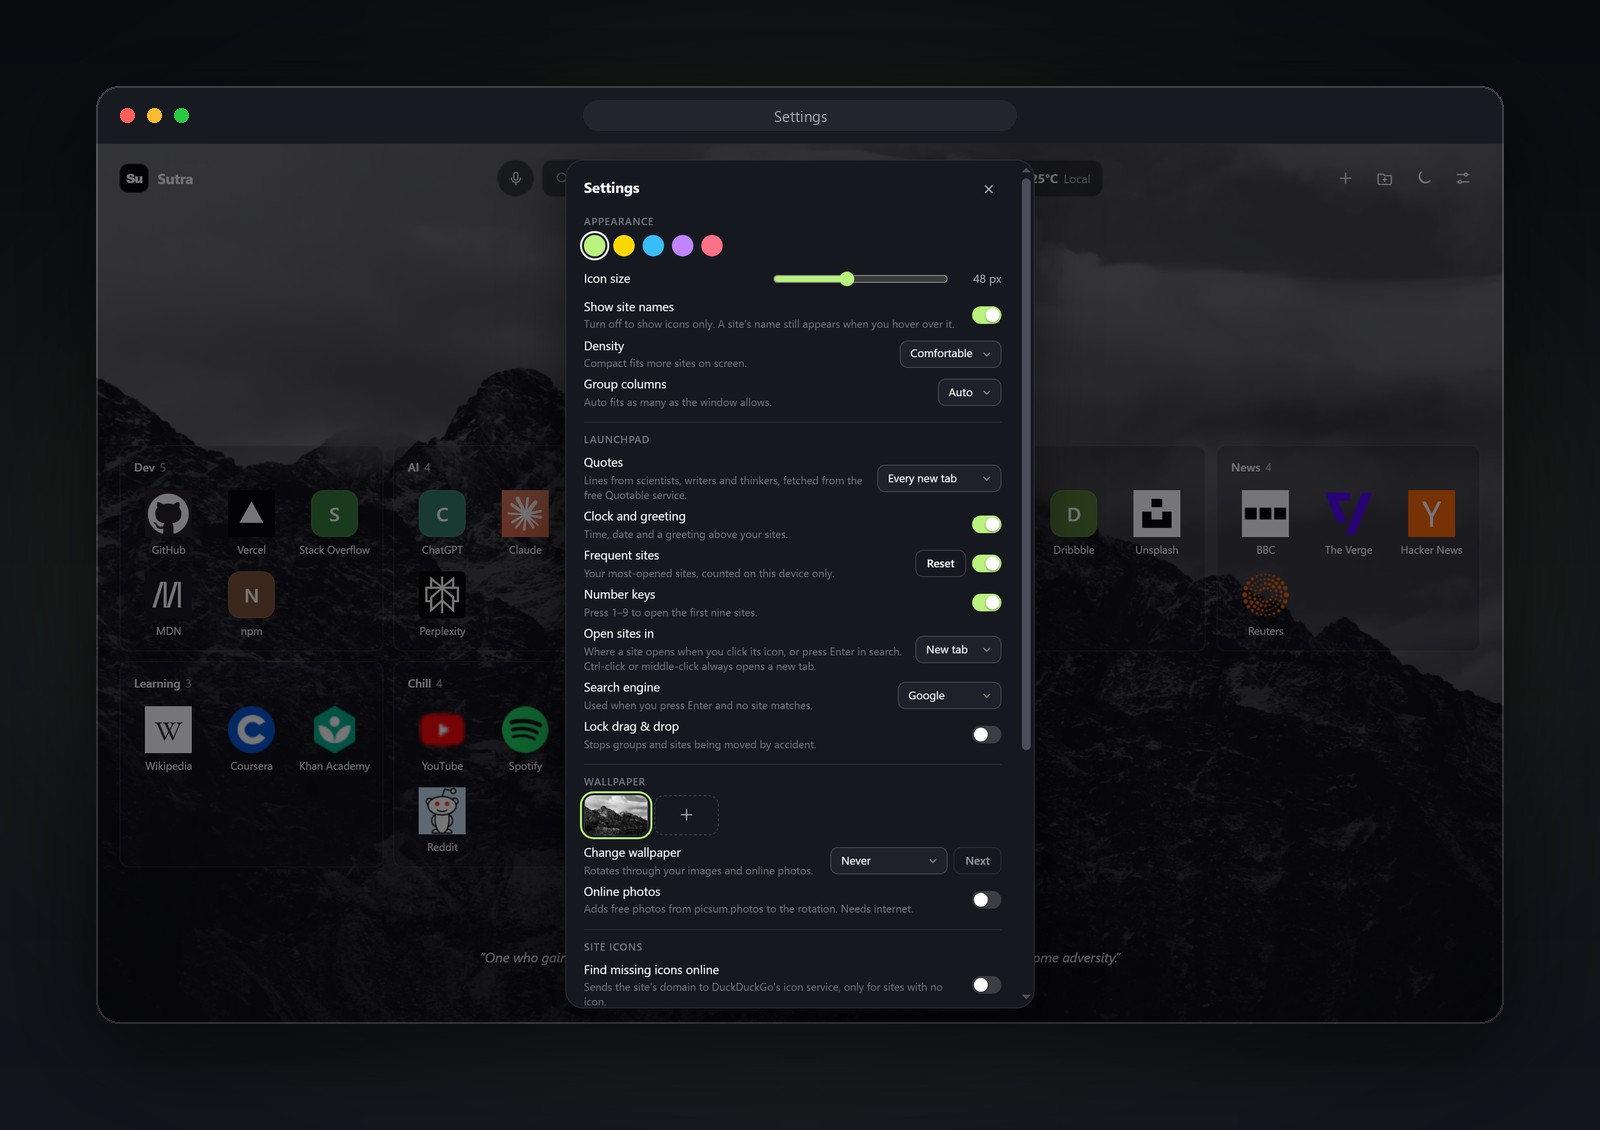 Settings
Su Sutra
25°C Local
Settings
APPEARANCE
Icon size
48 px
Show site names
Turn off to show icons only. A site's name still appears when you hover over it.
Density
Compact fits more sites on screen.
Comfortable
Group columns
Auto fits as many as the window allows.
Auto
LAUNCHPAD
Quotes
Lines from scientists, writers and thinkers, fetched from the
free Quotable service.
Every new tab
Clock and greeting
Time, date and a greeting above your sites.
Frequent sites
Your most-opened sites, counted on this device only.
Reset
Number keys
Press 1–9 to open the first nine sites.
Open sites in
Where a site opens when you click its icon, or press Enter in search.
Ctrl-click or middle-click always opens a new tab.
New tab
Search engine
Used when you press Enter and no site matches.
Google
Lock drag & drop
Stops groups and sites being moved by accident.
WALLPAPER
Change wallpaper
Rotates through your images and online photos.
Never
Next
Online photos
Adds free photos from picsum.photos to the rotation. Needs internet.
SITE ICONS
Find missing icons online
Sends the site's domain to DuckDuckGo's icon service, only for sites with no
icon.
Dev 5
GitHub
Vercel
S
Stack Overflow
MDN
N
npm
AI 4
C
ChatGPT
Claude
Perplexity
D
Dribbble
Unsplash
News 4
BBC
The Verge
Y
Hacker News
Reuters
Learning 3
W
Wikipedia
C
Coursera
Khan Academy
Chill 4
YouTube
Spotify
Reddit
“One who
ome adversity.”